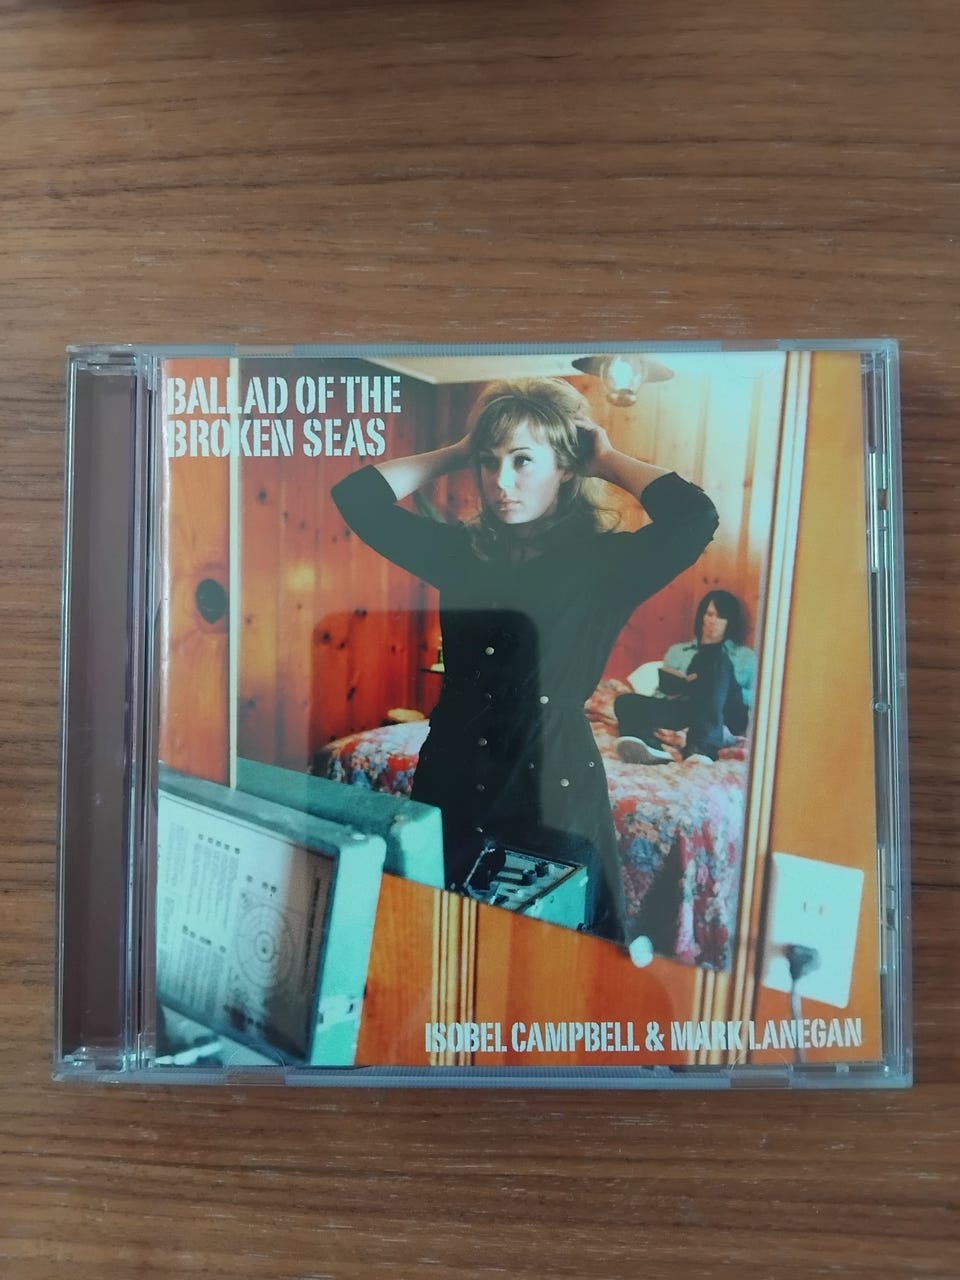 BALLAD OF THE
BROKEN SEAS
ISOBEL CAMPBELL & MARK LANEGAN